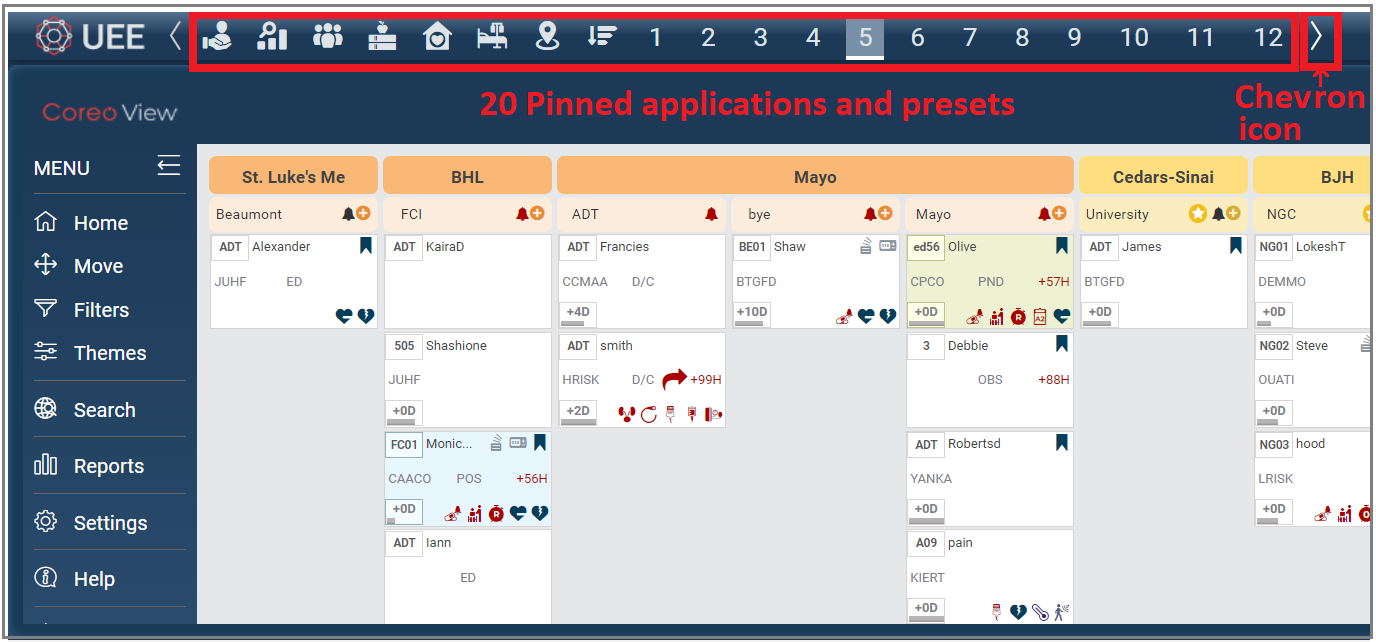 UEE 1 2 3 4 5 6 7 8 9 10 11 12
20 Pinned applications and presets
Chevron
icon
Coreo View
MENU
Home
Move
Filters
Themes
Search
Reports
Settings
Help
St. Luke's Me BHL Mayo Cedars-Sinai BJH
Beaumont FCI ADT bye Mayo University NGC
ADT Alexander ADT KairaD ADT Francies BE01 Shaw ed56 Olive ADT James NG01 LokeshT
JUHF ED CCMAA D/C BTGFD CPCO PND +57H BTGFD DEMMO
+4D +10D +0D A2 +0D +0D
505 Shashione ADT smith 3 Debbie NG02 Steve
JUHF HRISK D/C +99H OBS +88H OUATI
+0D +2D +0D
FC01 Monic... ADT Robertsd NG03 hood
CAACO POS +56H YANKA LRISK
+0D R +0D +0D
ADT Iann A09 pain
ED KIERT
+0D